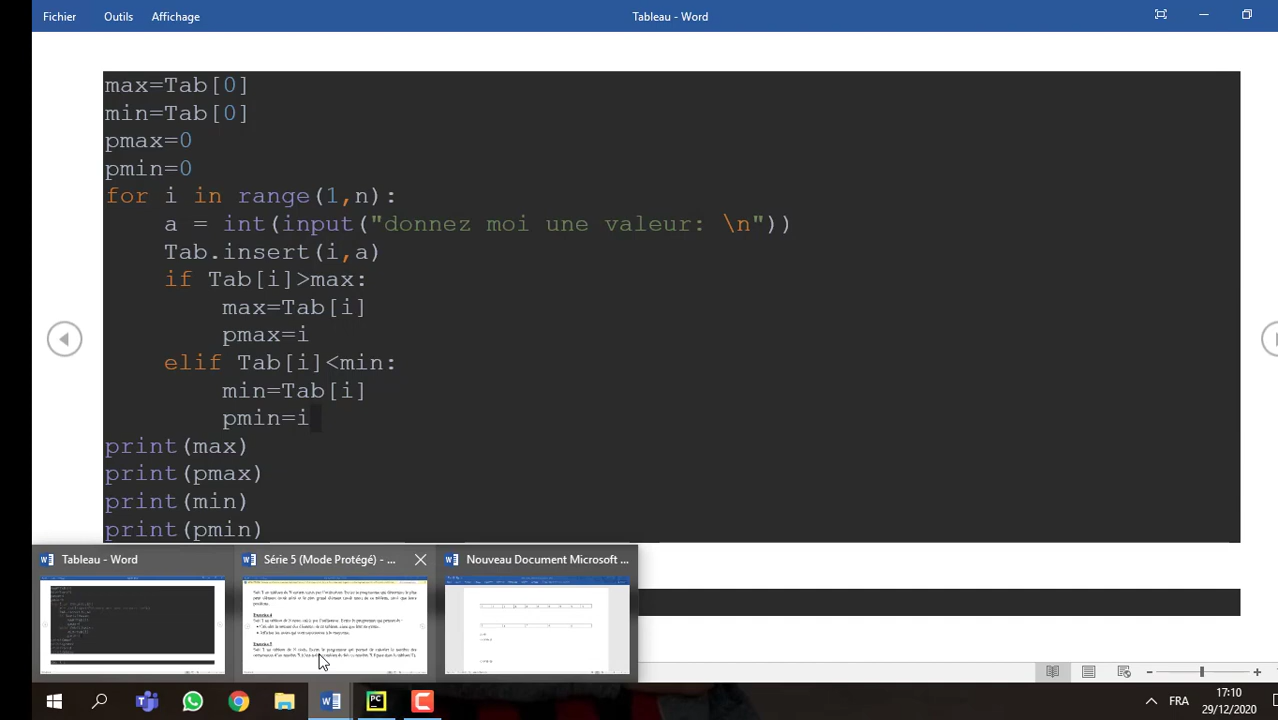 Fichier Outils Affichage Tableau - Word
max=Tab[0]
min=Tab[0]
pmax=0
pmin=0
for i in range(1,n):
a = int(input("donnez moi une valeur: \n"))
Tab.insert(i,a)
if Tab[i]>max:
max=Tab[i]
pmax=i
elif Tab[i]<min:
min=Tab[i]
pmin=i
print(max)
print(pmax)
print(min)
print(pmin)
Tableau - Word Série 5 (Mode Protégé) - ... Nouveau Document Microsoft ...
FRA
17:10
29/12/2020